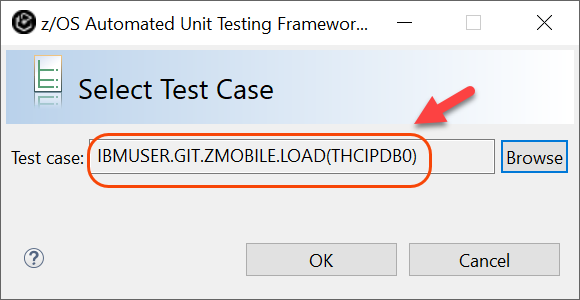 z/OS Automated Unit Testing Framewor...
Select Test Case
Test case: IBMUSER.GIT.ZMOBILE.LOAD(THCIPDB0) Browse
? OK Cancel